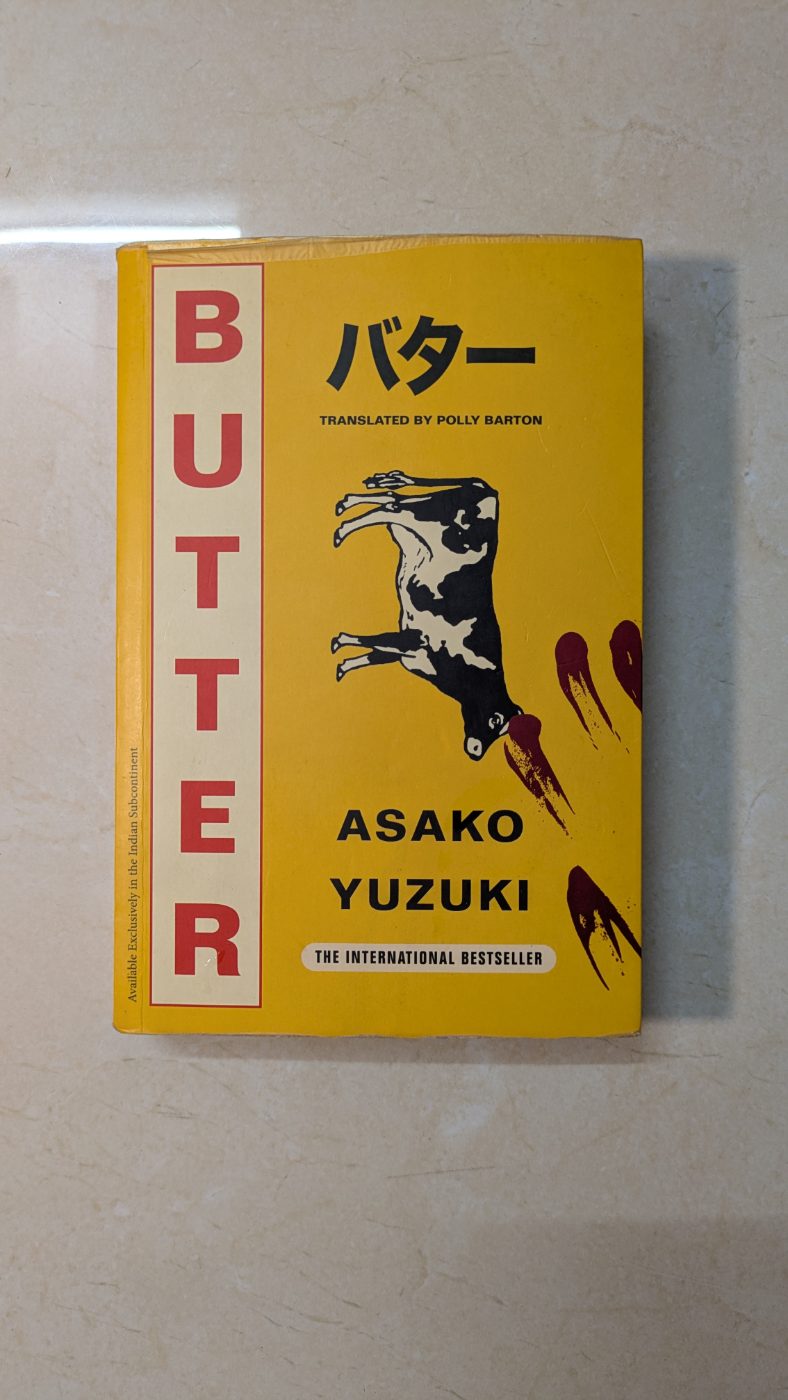 BUTTER
バター
TRANSLATED BY POLLY BARTON
ASAKO
YUZUKI
THE INTERNATIONAL BESTSELLER
Available Exclusively in the Indian Subcontinent